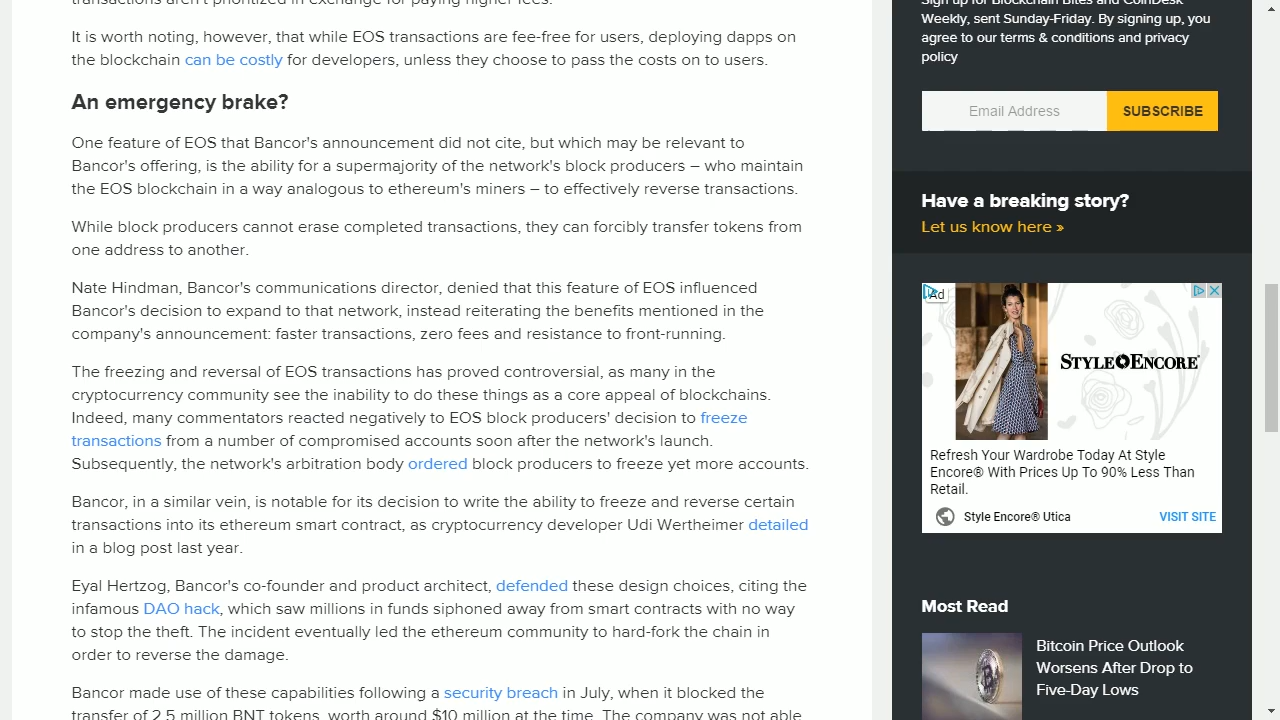 transactions aren't prioritized in exchange for paying higher fees.
It is worth noting, however, that while EOS transactions are fee-free for users, deploying dapps on
the blockchain can be costly for developers, unless they choose to pass the costs on to users.
An emergency brake?
One feature of EOS that Bancor's announcement did not cite, but which may be relevant to
Bancor's offering, is the ability for a supermajority of the network's block producers – who maintain
the EOS blockchain in a way analogous to ethereum's miners – to effectively reverse transactions.
While block producers cannot erase completed transactions, they can forcibly transfer tokens from
one address to another.
Nate Hindman, Bancor's communications director, denied that this feature of EOS influenced
Bancor's decision to expand to that network, instead reiterating the benefits mentioned in the
company's announcement: faster transactions, zero fees and resistance to front-running.
The freezing and reversal of EOS transactions has proved controversial, as many in the
cryptocurrency community see the inability to do these things as a core appeal of blockchains.
Indeed, many commentators reacted negatively to EOS block producers' decision to freeze
transactions from a number of compromised accounts soon after the network's launch.
Subsequently, the network's arbitration body ordered block producers to freeze yet more accounts.
Bancor, in a similar vein, is notable for its decision to write the ability to freeze and reverse certain
transactions into its ethereum smart contract, as cryptocurrency developer Udi Wertheimer detailed
in a blog post last year.
Eyal Hertzog, Bancor's co-founder and product architect, defended these design choices, citing the
infamous DAO hack, which saw millions in funds siphoned away from smart contracts with no way
to stop the theft. The incident eventually led the ethereum community to hard-fork the chain in
order to reverse the damage.
Bancor made use of these capabilities following a security breach in July, when it blocked the
transfer of 2.5 million BNT tokens, worth around $10 million at the time. The company was not able
Sign up for Blockchain Bites and CoinDesk
Weekly, sent Sunday-Friday. By signing up, you
agree to our terms & conditions and privacy
policy
Email Address
SUBSCRIBE
Have a breaking story?
Let us know here »
Ad
STYLE ENCORE
Refresh Your Wardrobe Today At Style
Encore® With Prices Up To 90% Less Than
Retail.
Style Encore® Utica
VISIT SITE
Most Read
Bitcoin Price Outlook
Worsens After Drop to
Five-Day Lows